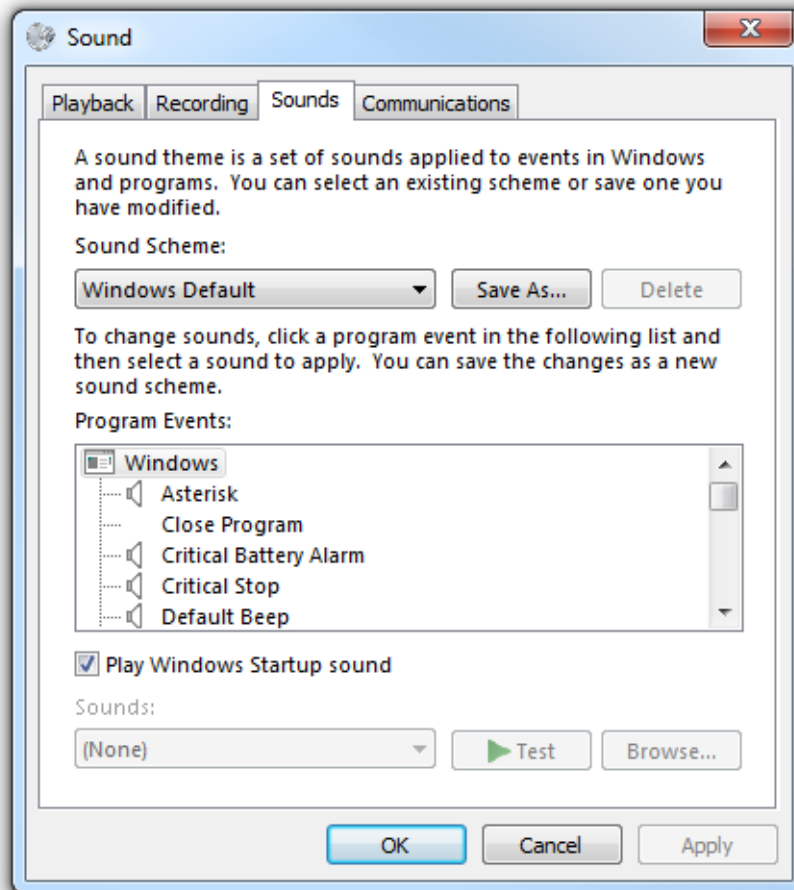 Sound
X
Playback Recording Sounds Communications
A sound theme is a set of sounds applied to events in Windows
and programs. You can select an existing scheme or save one you
have modified.
Sound Scheme:
Windows Default Save As... Delete
To change sounds, click a program event in the following list and
then select a sound to apply. You can save the changes as a new
sound scheme.
Program Events:
Windows
Asterisk
Close Program
Critical Battery Alarm
Critical Stop
Default Beep
Play Windows Startup sound
Sounds:
(None) Test Browse...
OK Cancel Apply